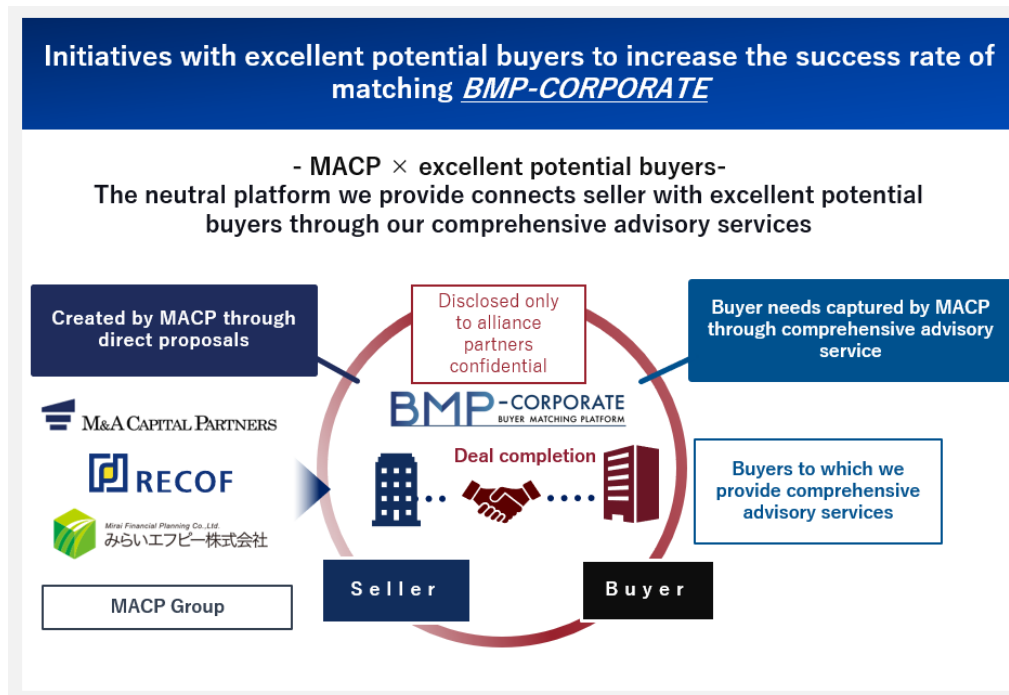 Initiatives with excellent potential buyers to increase the success rate of
matching BMP-CORPORATE
- MACP × excellent potential buyers-
The neutral platform we provide connects seller with excellent potential
buyers through our comprehensive advisory services
Created by MACP through
direct proposals
Disclosed only
to alliance
partners
confidential
Buyer needs captured by MACP
through comprehensive advisory
service
M&A CAPITAL PARTNERS
RECOF
Mirai Financial Planning Co.,Ltd.
みらいエフピー株式会社
MACP Group
BMP-CORPORATE
BUYER MATCHING PLATFORM
Deal completion
Buyers to which we
provide comprehensive
advisory services
Seller
Buyer